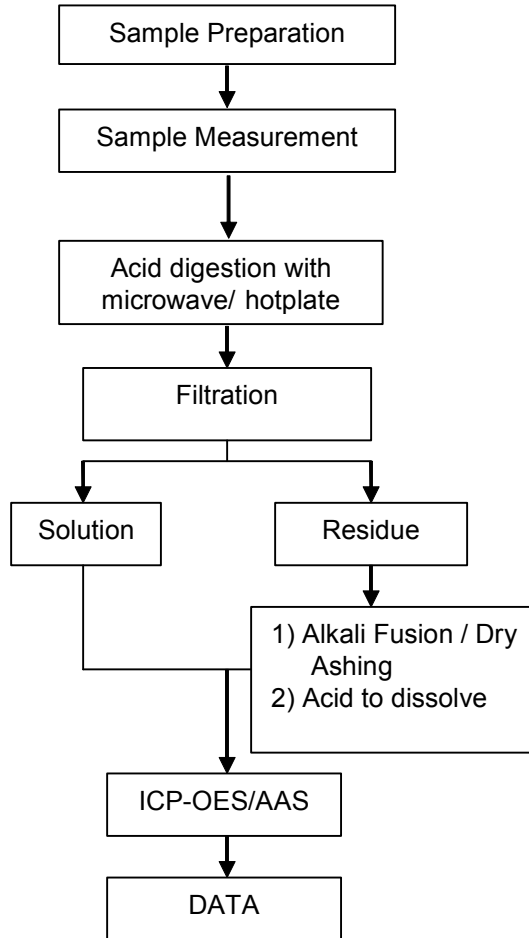 Sample Preparation
Sample Measurement
Acid digestion with
microwave/ hotplate
Filtration
Solution
Residue
1) Alkali Fusion / Dry
Ashing
2) Acid to dissolve
ICP-OES/AAS
DATA